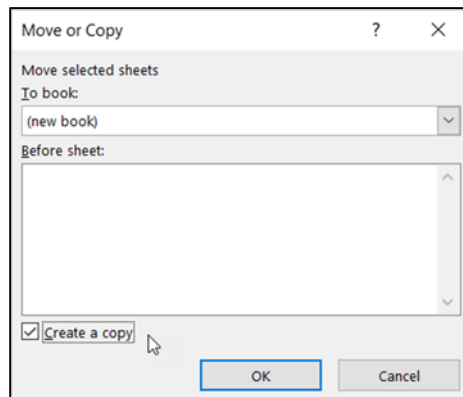 Move or Copy ?
Move selected sheets
To book:
(new book)
Before sheet:
Create a copy
OK Cancel